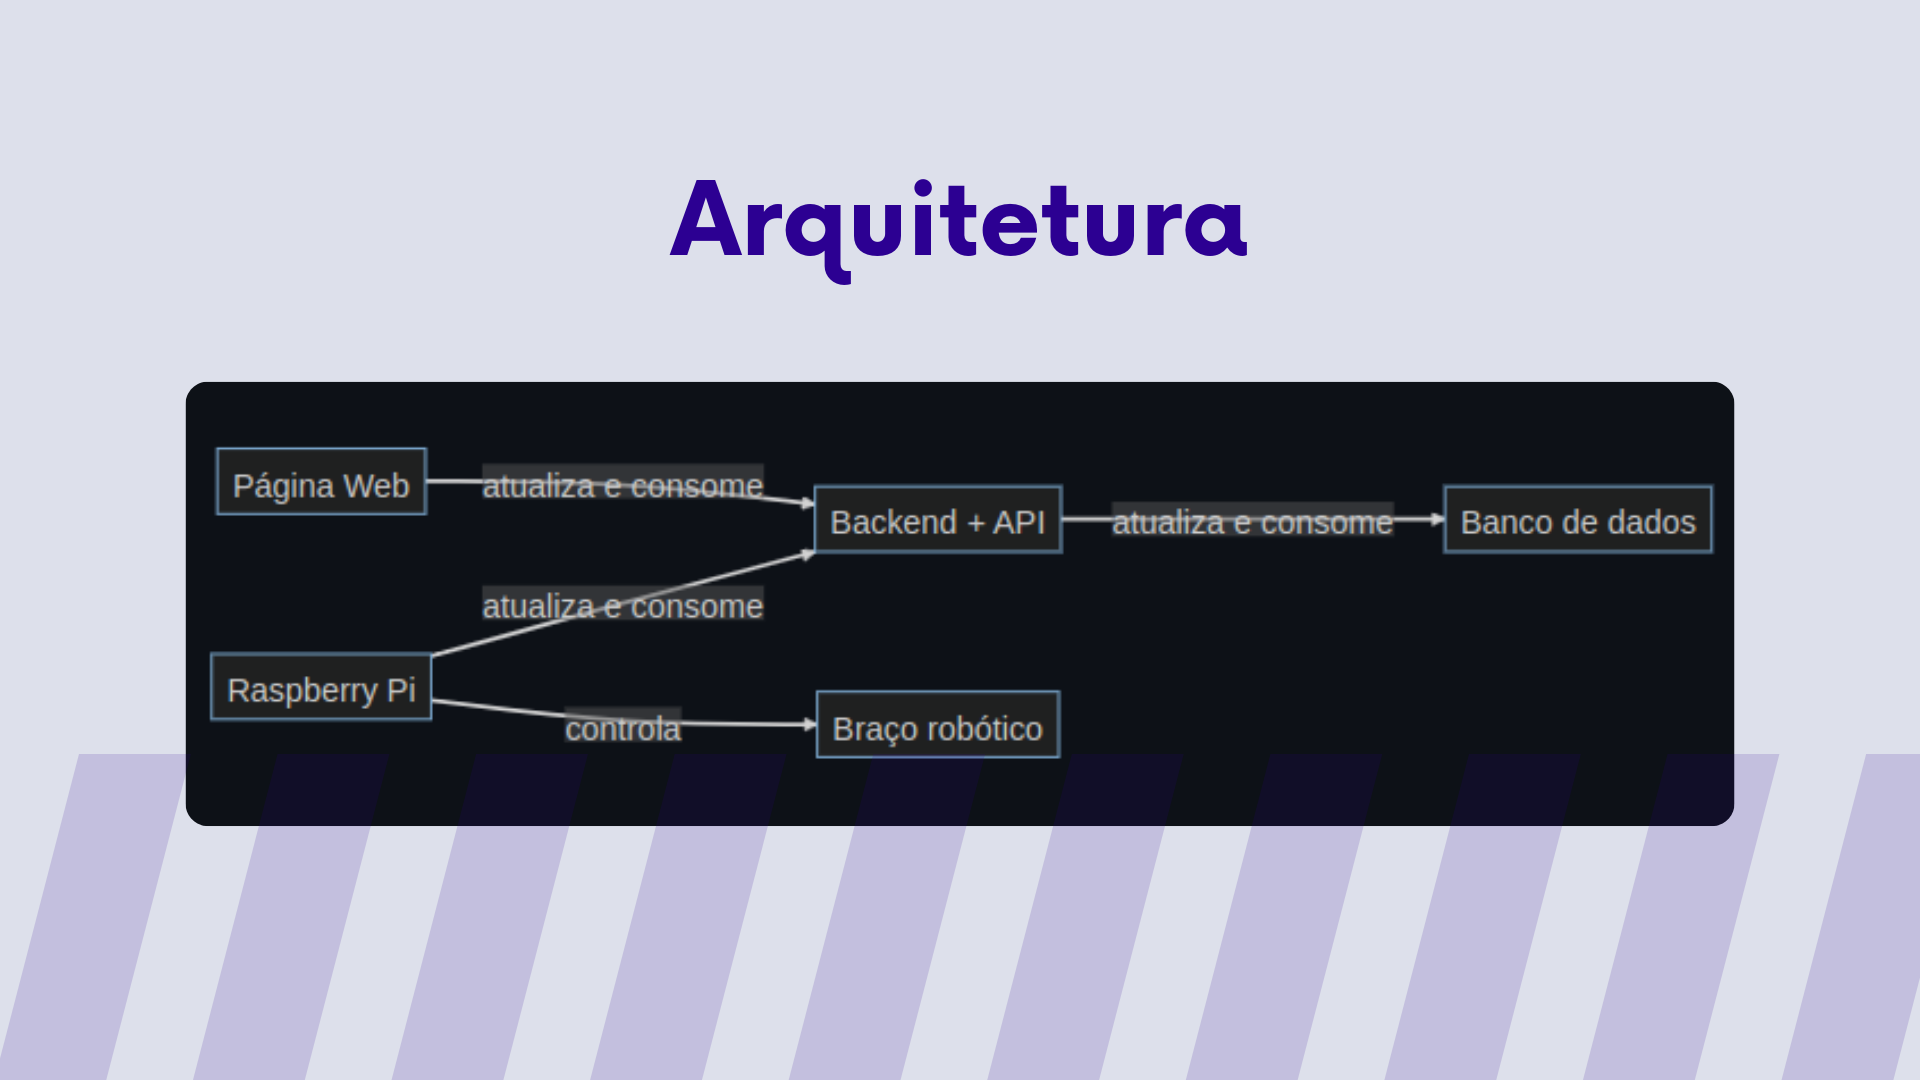 Arquitetura
Página Web
atualiza e consome
Backend + API
atualiza e consome
Banco de dados
atualiza e consome
Raspberry Pi
controla
Braço robótico